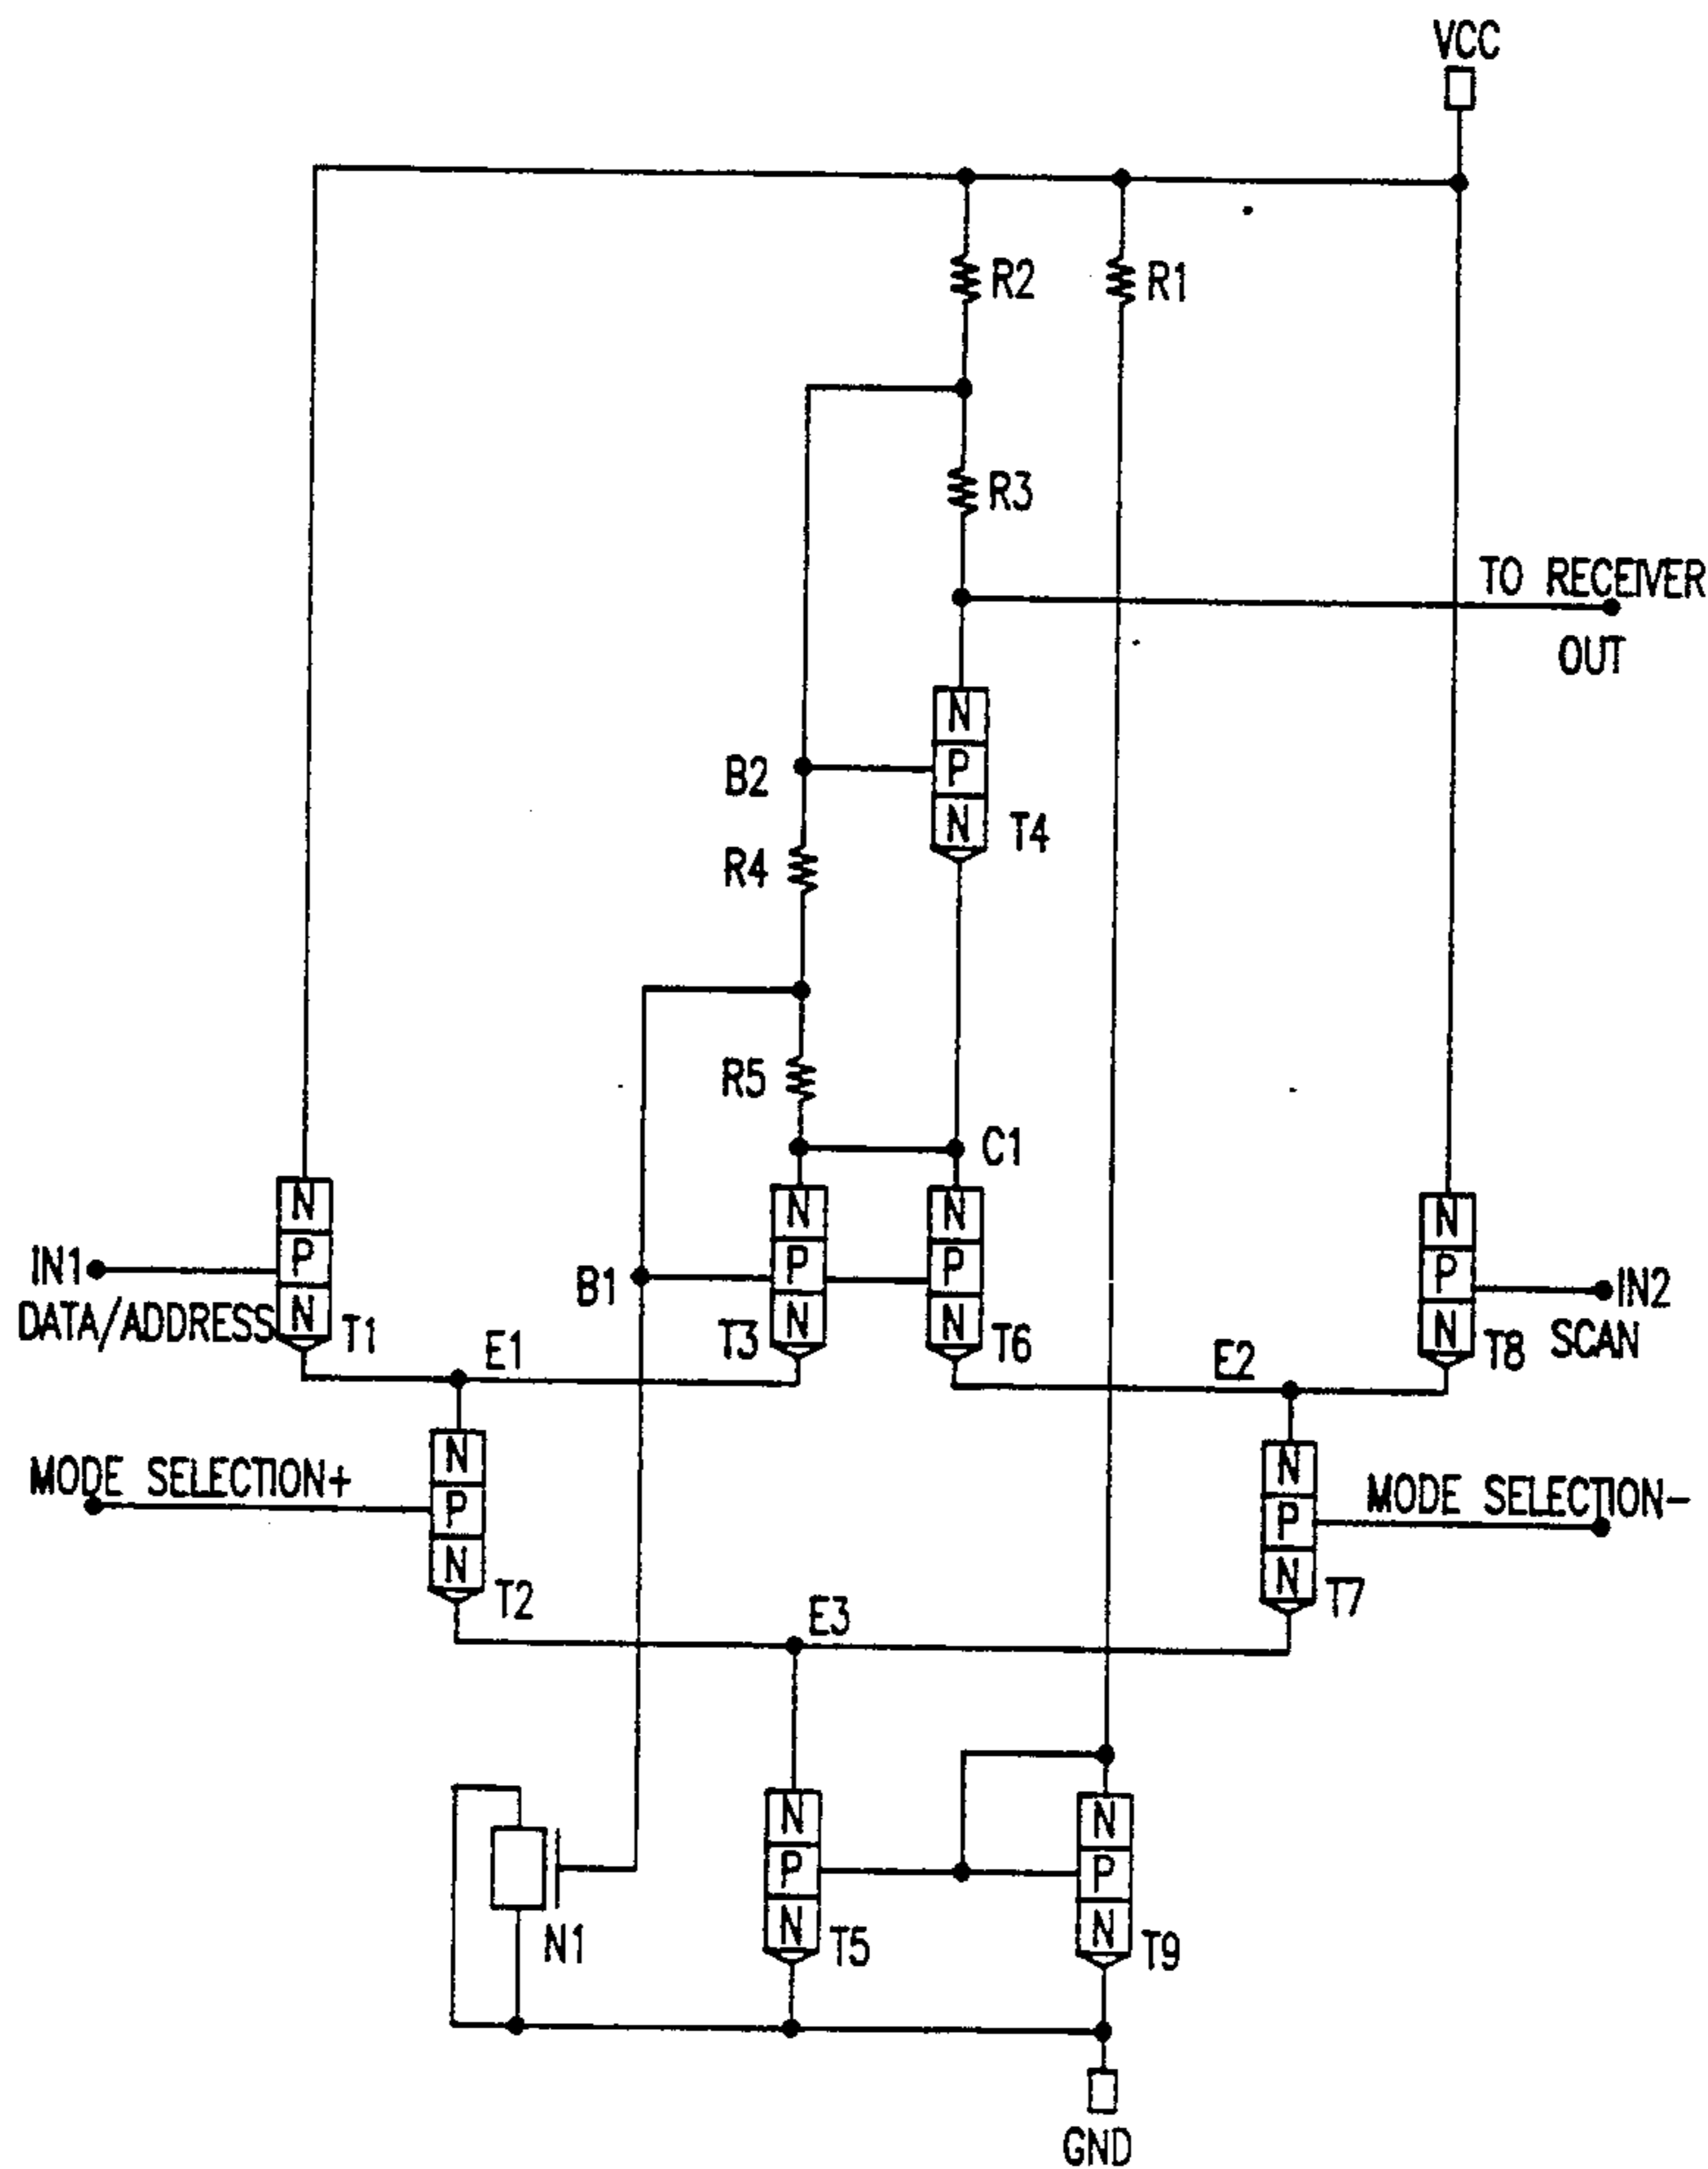 VCC
R2
R1
R3
TO RECEIVER
OUT
N
P
N
B2
T4
R4
R5
C1
N
P
N
T1
IN1
DATA/ADDRESS
B1
N
P
N
T3
N
P
N
T6
N
P
N
T8
IN2
SCAN
E1
E2
MODE SELECTION+
N
P
N
T2
N
P
N
T7
MODE SELECTION-
E3
N1
N
P
N
T5
N
P
N
T9
GND